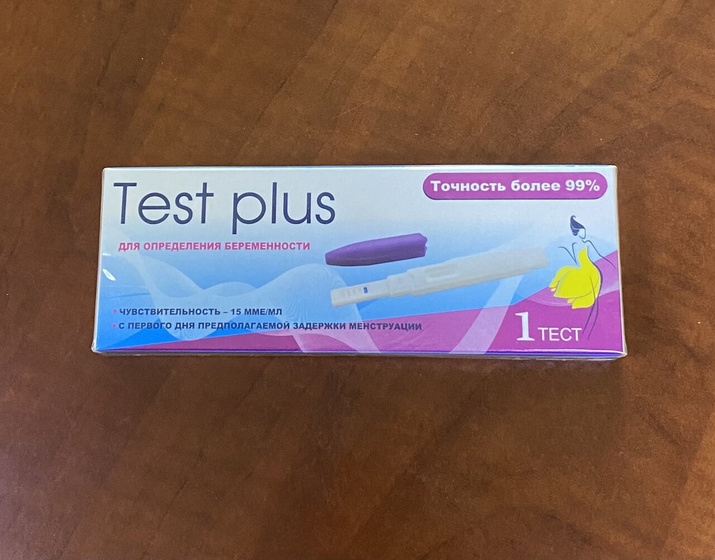 Test plus
Точность более 99%
ДЛЯ ОПРЕДЕЛЕНИЯ БЕРЕМЕННОСТИ
• ЧУВСТВИТЕЛЬНОСТЬ – 15 ММЕ/МЛ
• С ПЕРВОГО ДНЯ ПРЕДПОЛАГАЕМОЙ ЗАДЕРЖКИ МЕНСТРУАЦИИ
1 ТЕСТ